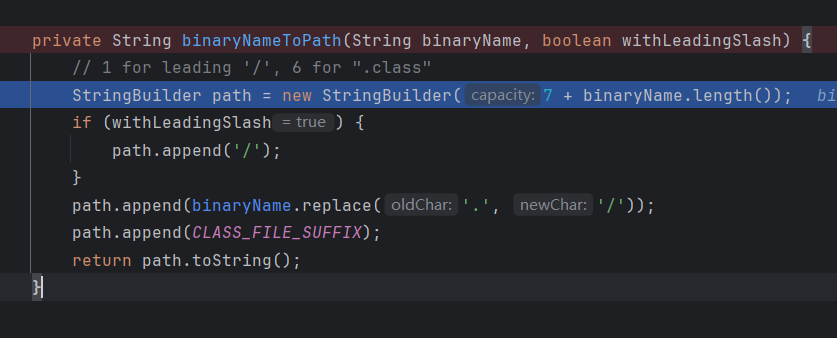 private String binaryNameToPath(String binaryName, boolean withLeadingSlash) {
// 1 for leading '/', 6 for ".class"
StringBuilder path = new StringBuilder( capacity: 7 + binaryName.length());   bi
if (withLeadingSlash = true ) {
path.append('/');
}
path.append(binaryName.replace( oldChar: '.', newChar: '/'));
path.append(CLASS_FILE_SUFFIX);
return path.toString();
}